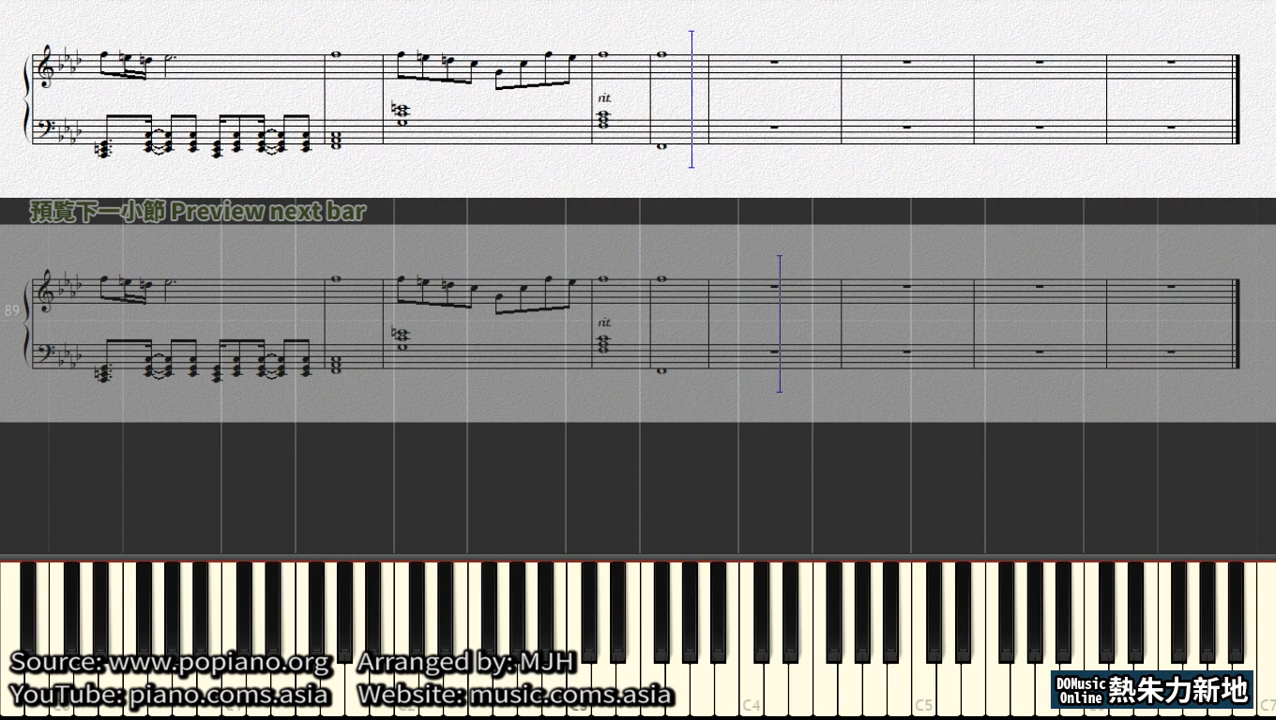 rit.
預覽下一小節 Preview next bar
89
rit.
Source: www.popiano.org Arranged by: MJH
YouTube: piano.coms.asia Website: music.coms.asia
DOMusic Online 熱朱力新地
C4
C5
C7